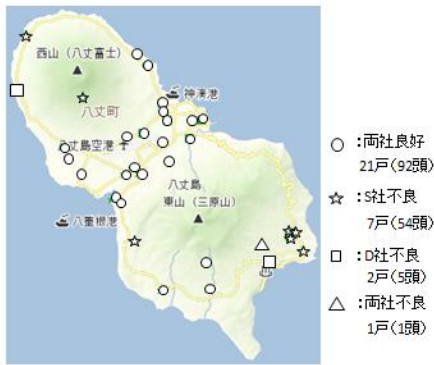 西山（八丈富士）
神湊港
八丈町
八丈島空港
八丈島
東山（三原山）
八重根港
○ ：両社良好
21戸(92頭)
☆ ：S社不良
7戸(54頭)
□ ：D社不良
2戸(5頭)
△ ：両社不良
1戸(1頭)